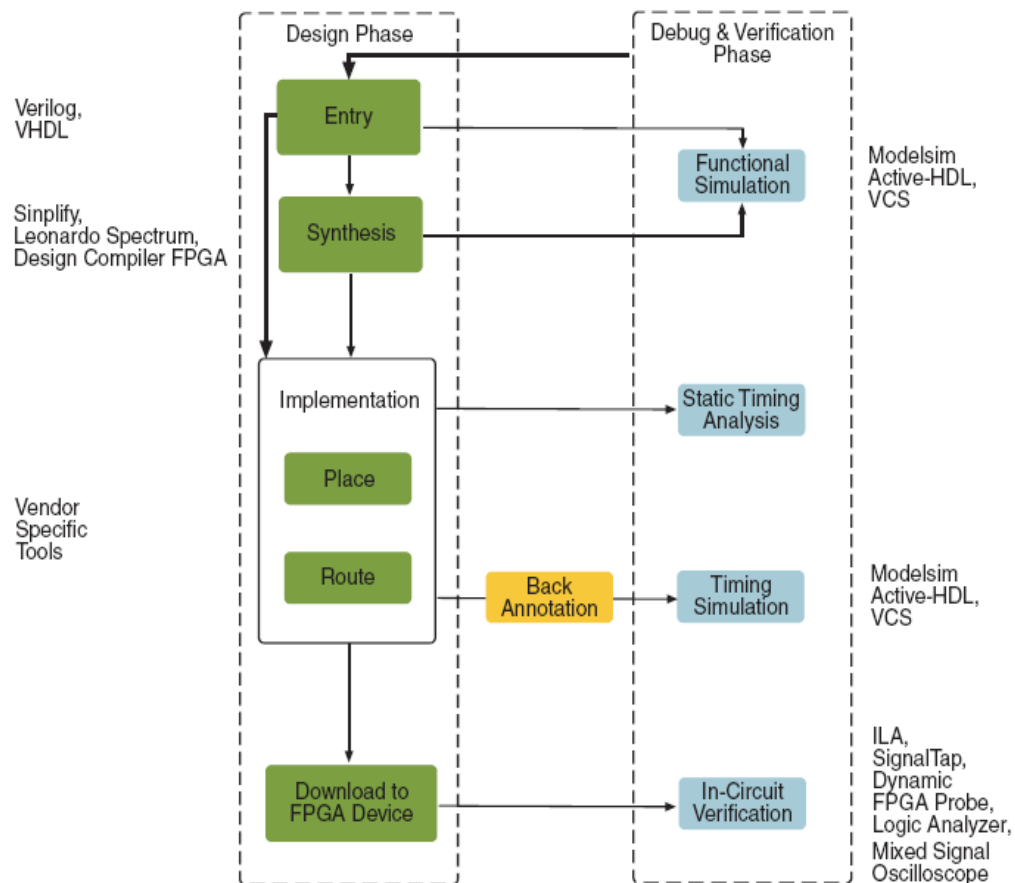 Design Phase
Debug & Verification
Phase
Verilog,
VHDL
Entry
Functional
Simulation
Modelsim
Active-HDL,
VCS
Sinplify,
Leonardo Spectrum,
Design Compiler FPGA
Synthesis
Implementation
Static Timing
Analysis
Place
Vendor
Specific
Tools
Route
Back
Annotation
Timing
Simulation
Modelsim
Active-HDL,
VCS
Download to
FPGA Device
In-Circuit
Verification
ILA,
SignalTap,
Dynamic
FPGA Probe,
Logic Analyzer,
Mixed Signal
Oscilloscope